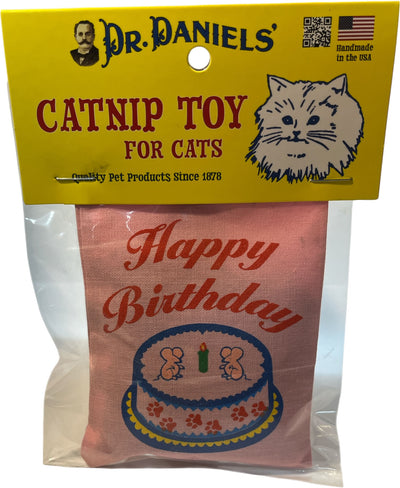 Dr. Daniels'
Handmade
in the USA
CATNIP TOY
FOR CATS
Quality Pet Products Since 1878
Happy
Birthday